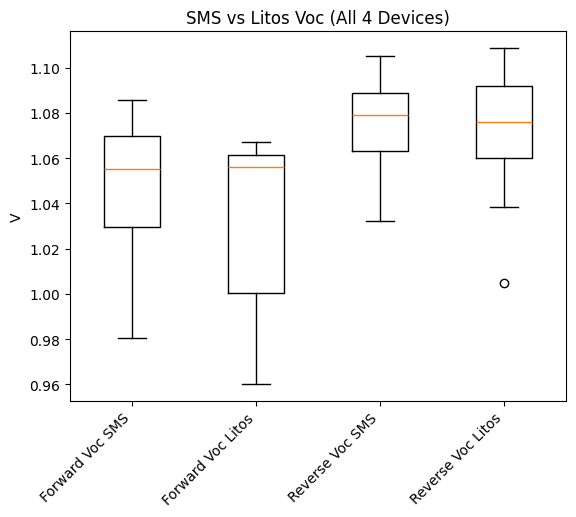 SMS vs Litos Voc (All 4 Devices)
V
1.10
1.08
1.06
1.04
1.02
1.00
0.98
0.96
Forward Voc SMS
Forward Voc Litos
Reverse Voc SMS
Reverse Voc Litos